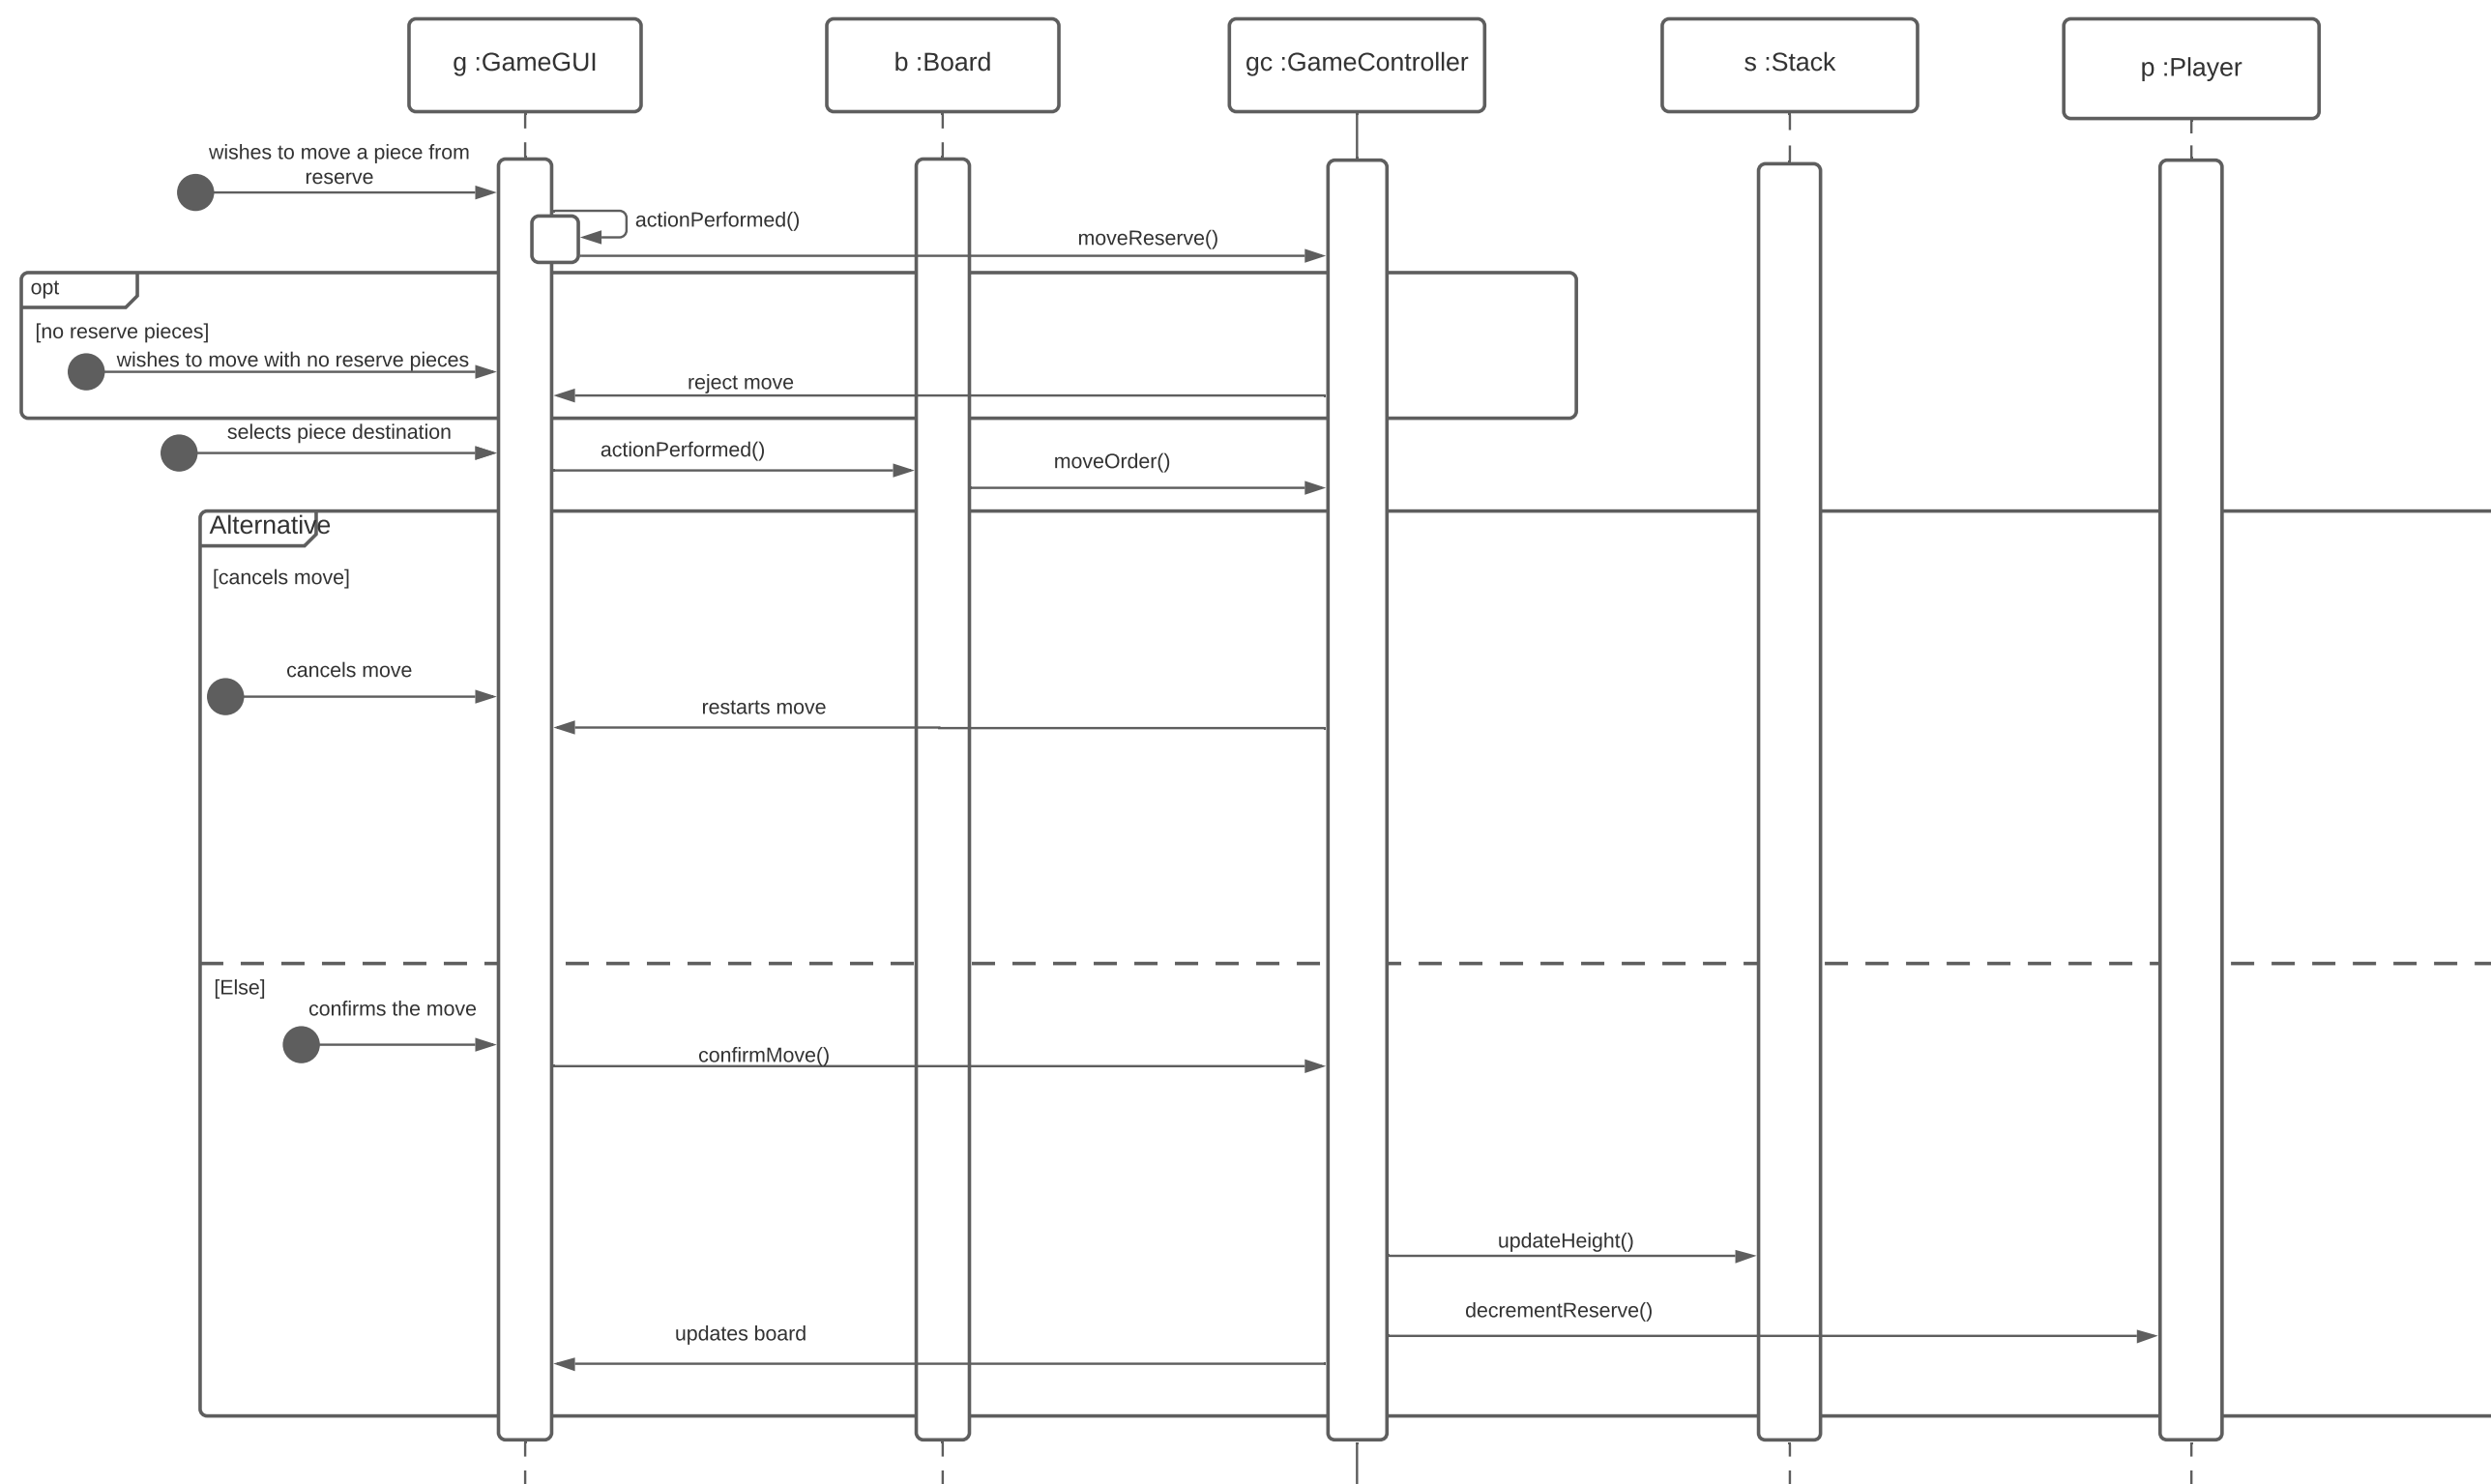 g :GameGUI
b :Board
gc :GameController
s :Stack
p :Player
wishes to move a piece from
reserve
actionPerformed()
moveReserve()
opt
[no reserve pieces]
wishes to move with no reserve pieces
reject move
selects piece destination
actionPerformed()
moveOrder()
Alternative
[cancels move]
cancels move
restarts move
[Else]
confirms the move
confirmMove()
updateHeight()
decrementReserve()
updates board